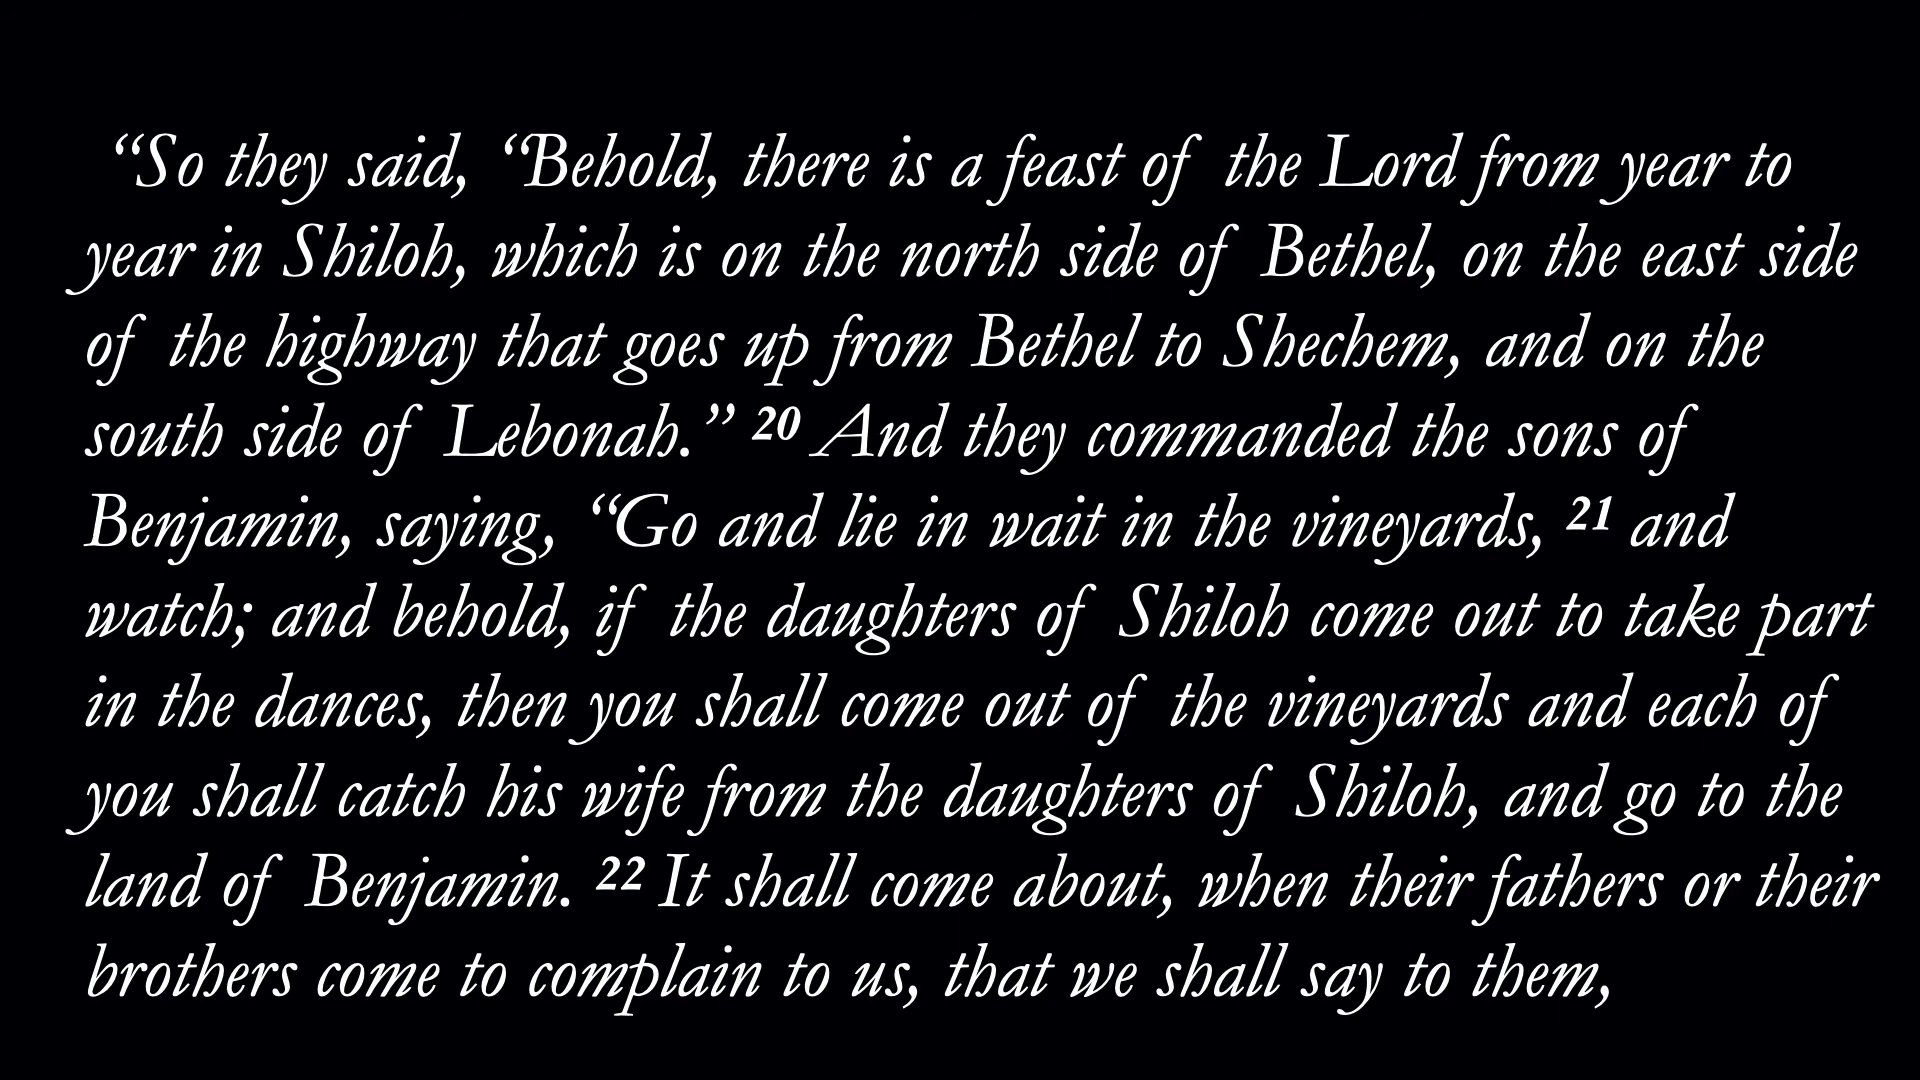 “So they said, “Behold, there is a feast of the Lord from year to
year in Shiloh, which is on the north side of Bethel, on the east side
of the highway that goes up from Bethel to Shechem, and on the
south side of Lebonah.” 20 And they commanded the sons of
Benjamin, saying, “Go and lie in wait in the vineyards, 21 and
watch; and behold, if the daughters of Shiloh come out to take part
in the dances, then you shall come out of the vineyards and each of
you shall catch his wife from the daughters of Shiloh, and go to the
land of Benjamin. 22 It shall come about, when their fathers or their
brothers come to complain to us, that we shall say to them,